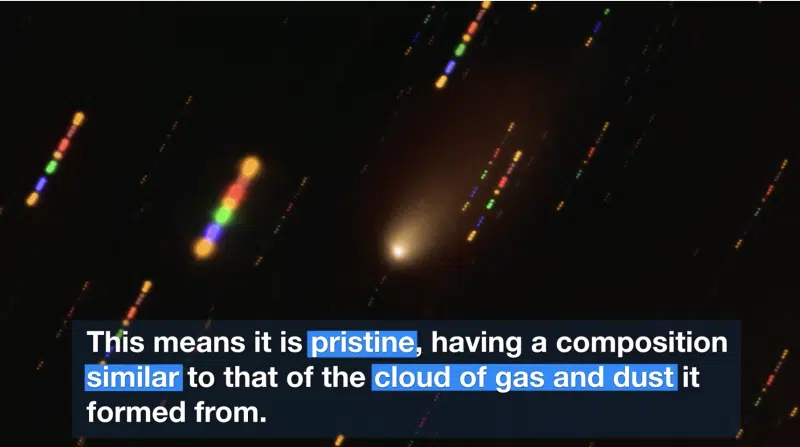 This means it is pristine, having a composition
similar to that of the cloud of gas and dust it
formed from.